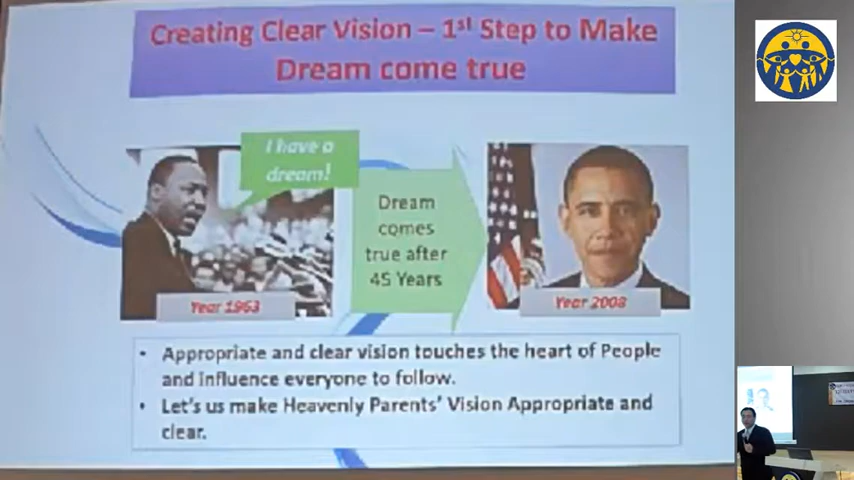 Creating Clear Vision – 1st Step to Make
Dream come true
I have a
dream!
Dream
comes
true after
45 Years
Year 1963
Year 2008
• Appropriate and clear vision touches the heart of People
and influence everyone to follow.
• Let's us make Heavenly Parents' Vision Appropriate and
clear.